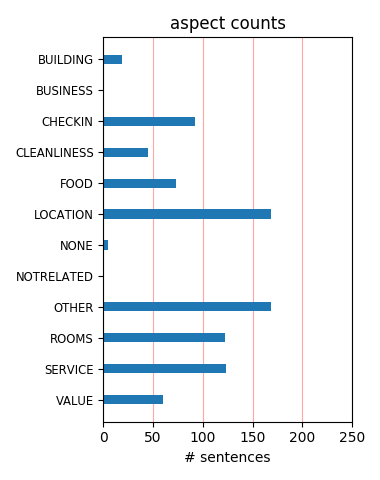 aspect counts
BUILDING
BUSINESS
CHECKIN
CLEANLINESS
FOOD
LOCATION
NONE
NOTRELATED
OTHER
ROOMS
SERVICE
VALUE
0 50 100 150 200 250
# sentences